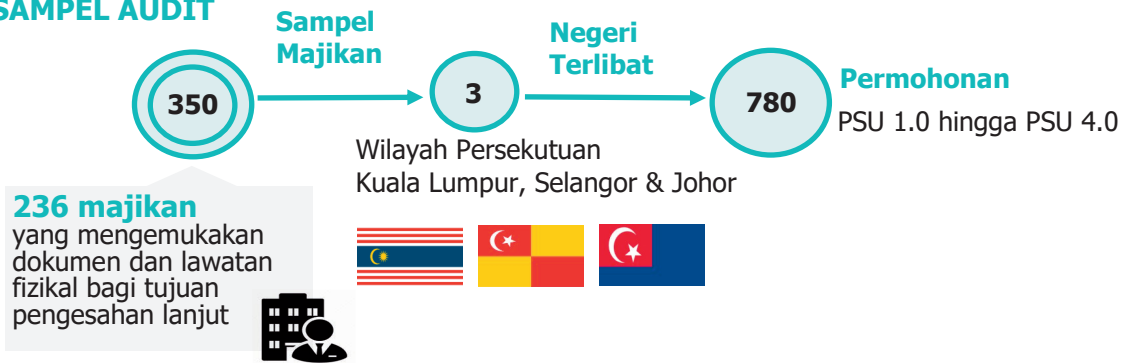 SAMPEL AUDIT
350
Sampel
Majikan
3
Negeri
Terlibat
780
Permohonan
PSU 1.0 hingga PSU 4.0
Wilayah Persekutuan
Kuala Lumpur, Selangor & Johor
236 majikan
yang mengemukakan
dokumen dan lawatan
fizikal bagi tujuan
pengesahan lanjut